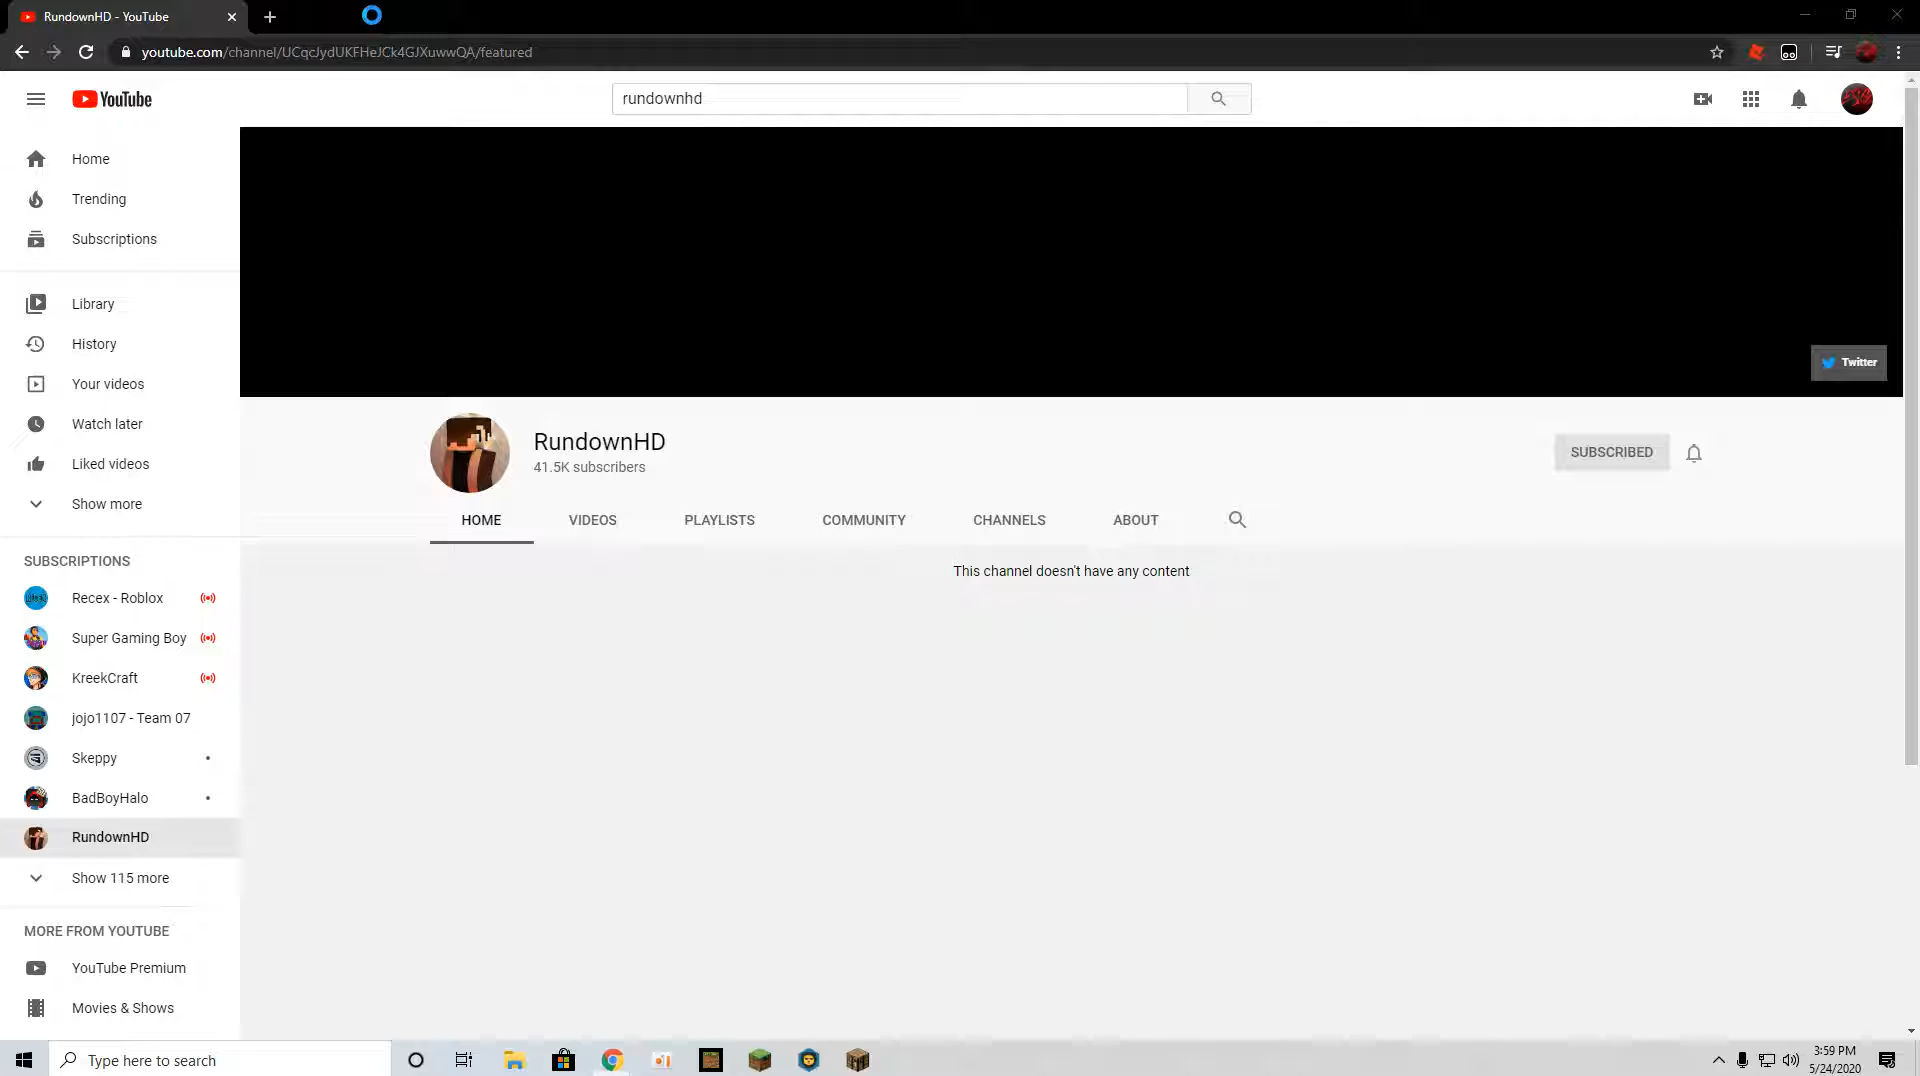 RundownHD - YouTube
youtube.com/channel/UCqcJydUKFHeJCk4GJXuwwQA/featured
YouTube
rundownhd
Home
Trending
Subscriptions
Library
History
Your videos
Watch later
Liked videos
Show more
SUBSCRIPTIONS
Recex - Roblox
Super Gaming Boy
KreekCraft
jojo1107 - Team 07
Skeppy
BadBoyHalo
RundownHD
Show 115 more
MORE FROM YOUTUBE
YouTube Premium
Movies & Shows
Twitter
RundownHD
41.5K subscribers
SUBSCRIBED
HOME VIDEOS PLAYLISTS COMMUNITY CHANNELS ABOUT
This channel doesn't have any content
Type here to search
3:59 PM
5/24/2020